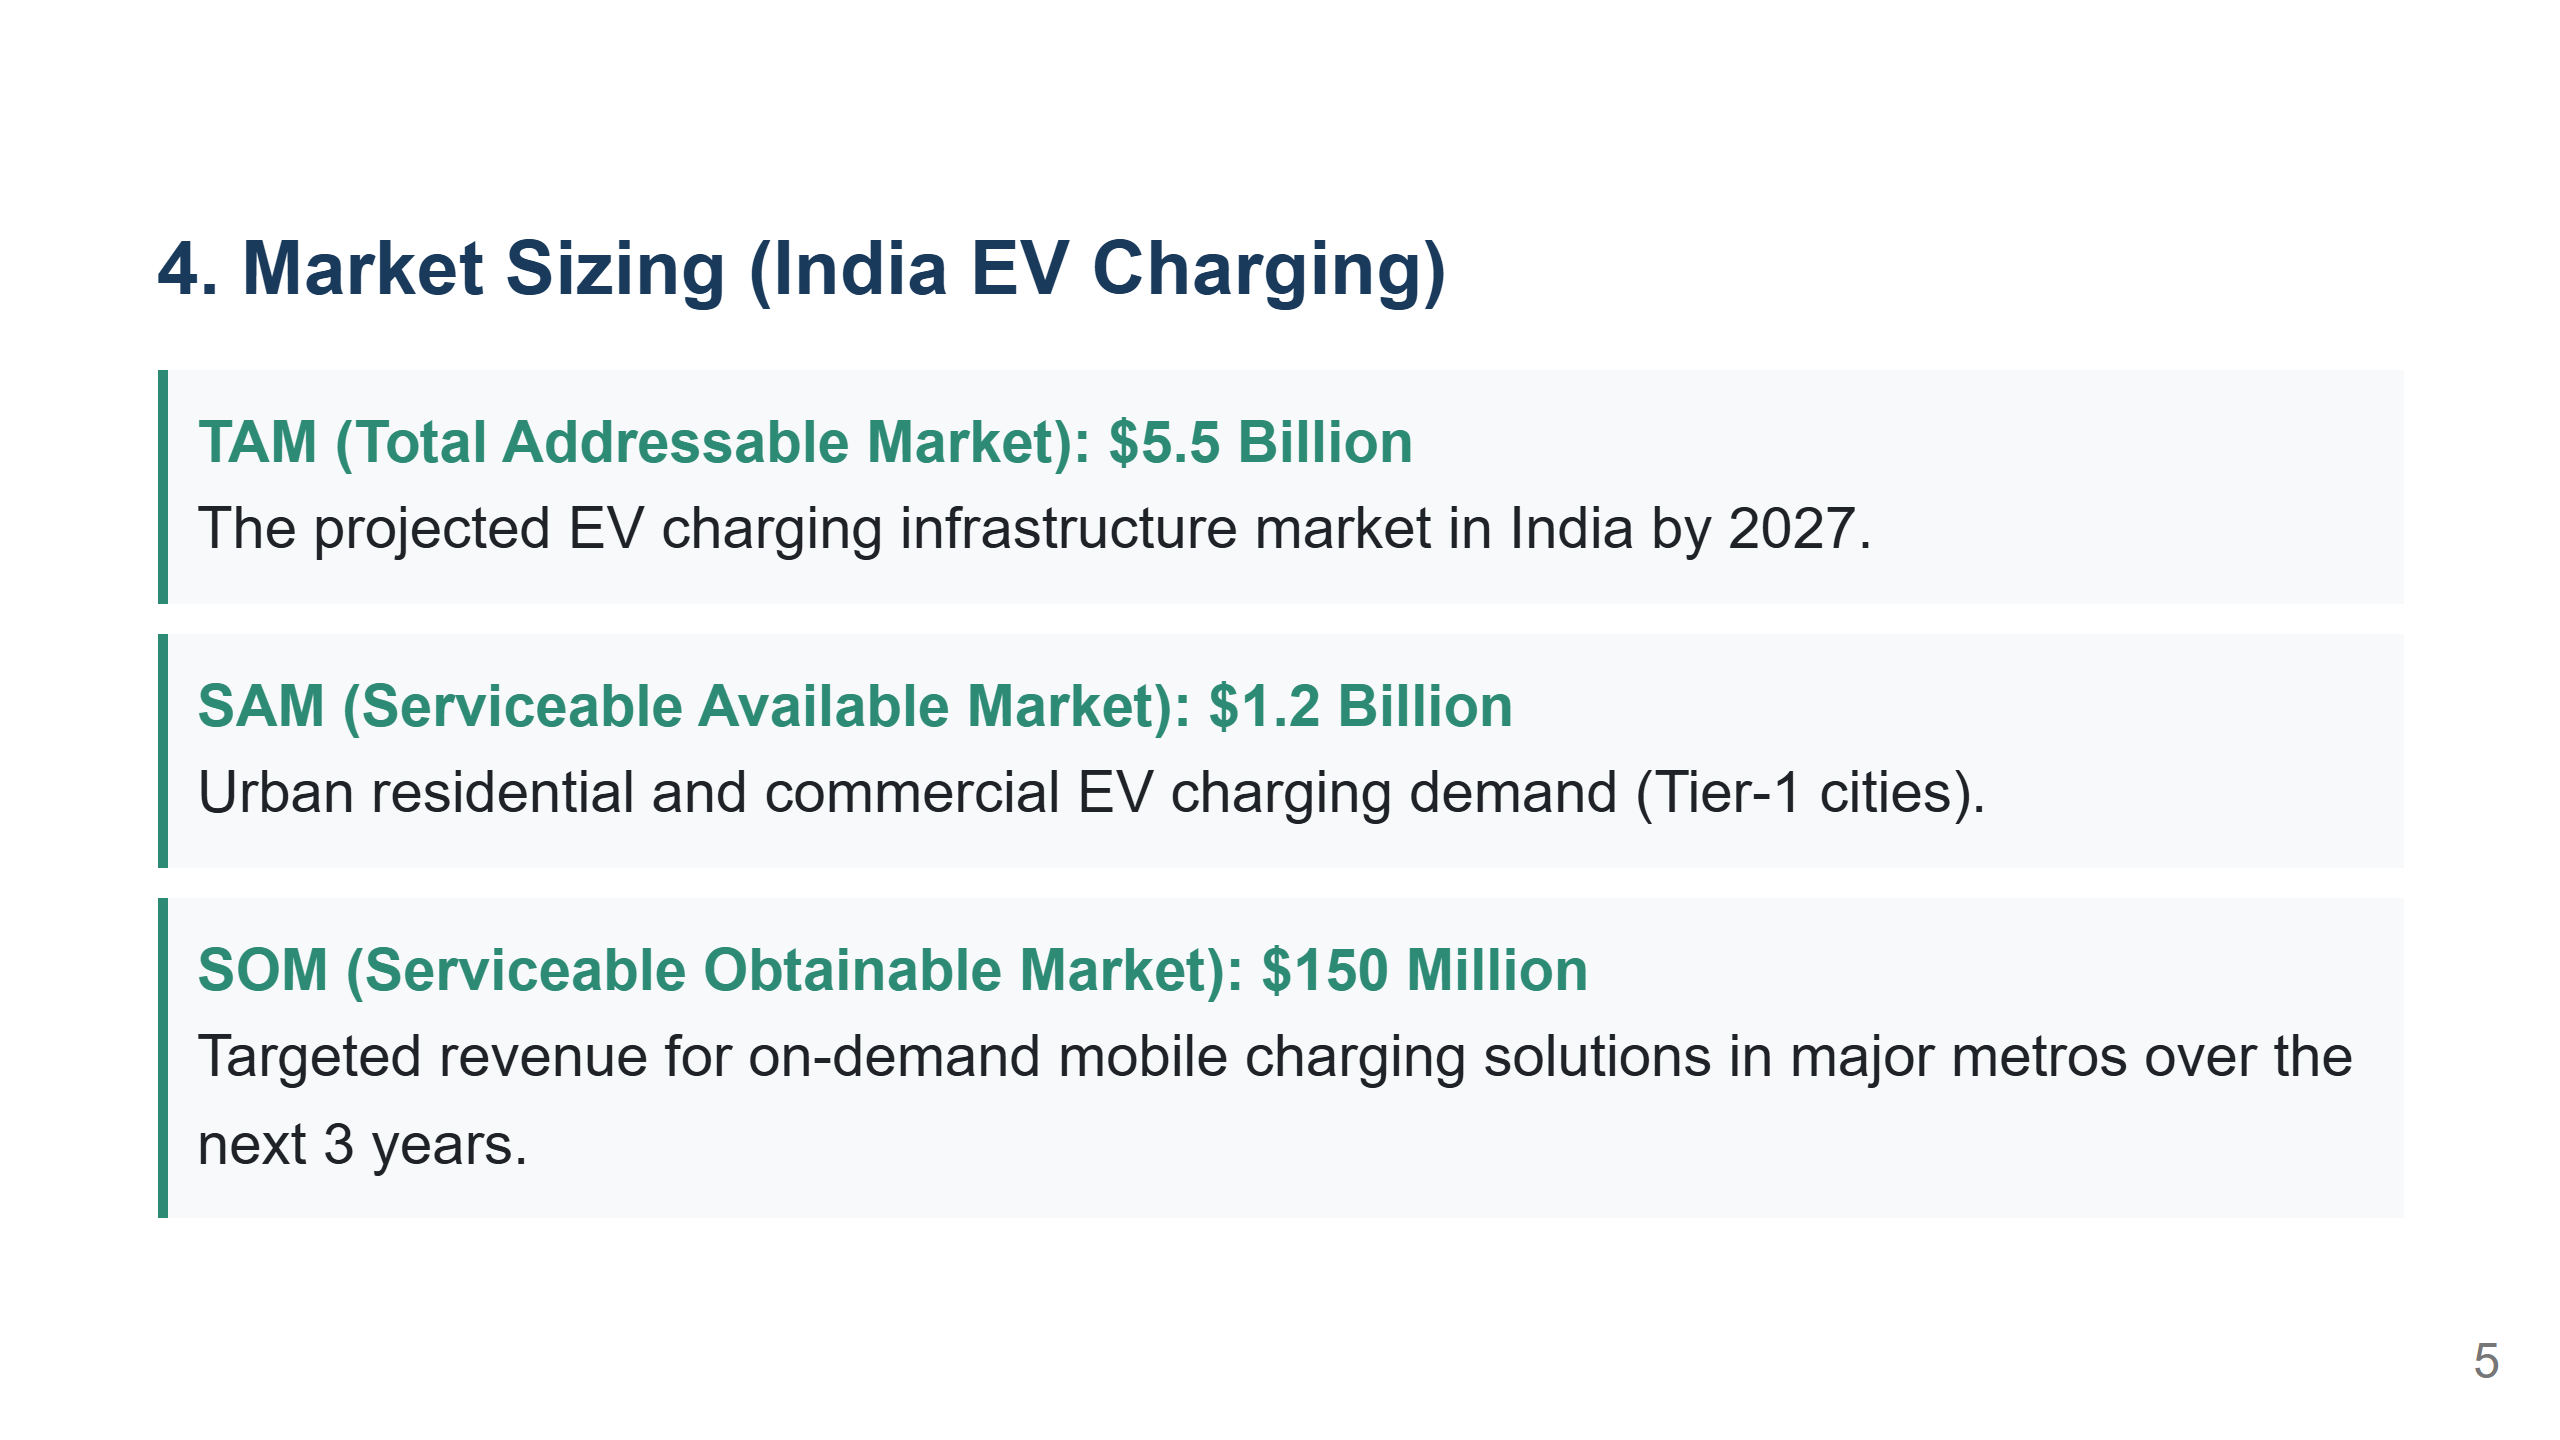 4. Market Sizing (India EV Charging)
TAM (Total Addressable Market): $5.5 Billion
The projected EV charging infrastructure market in India by 2027.
SAM (Serviceable Available Market): $1.2 Billion
Urban residential and commercial EV charging demand (Tier-1 cities).
SOM (Serviceable Obtainable Market): $150 Million
Targeted revenue for on-demand mobile charging solutions in major metros over the
next 3 years.
5